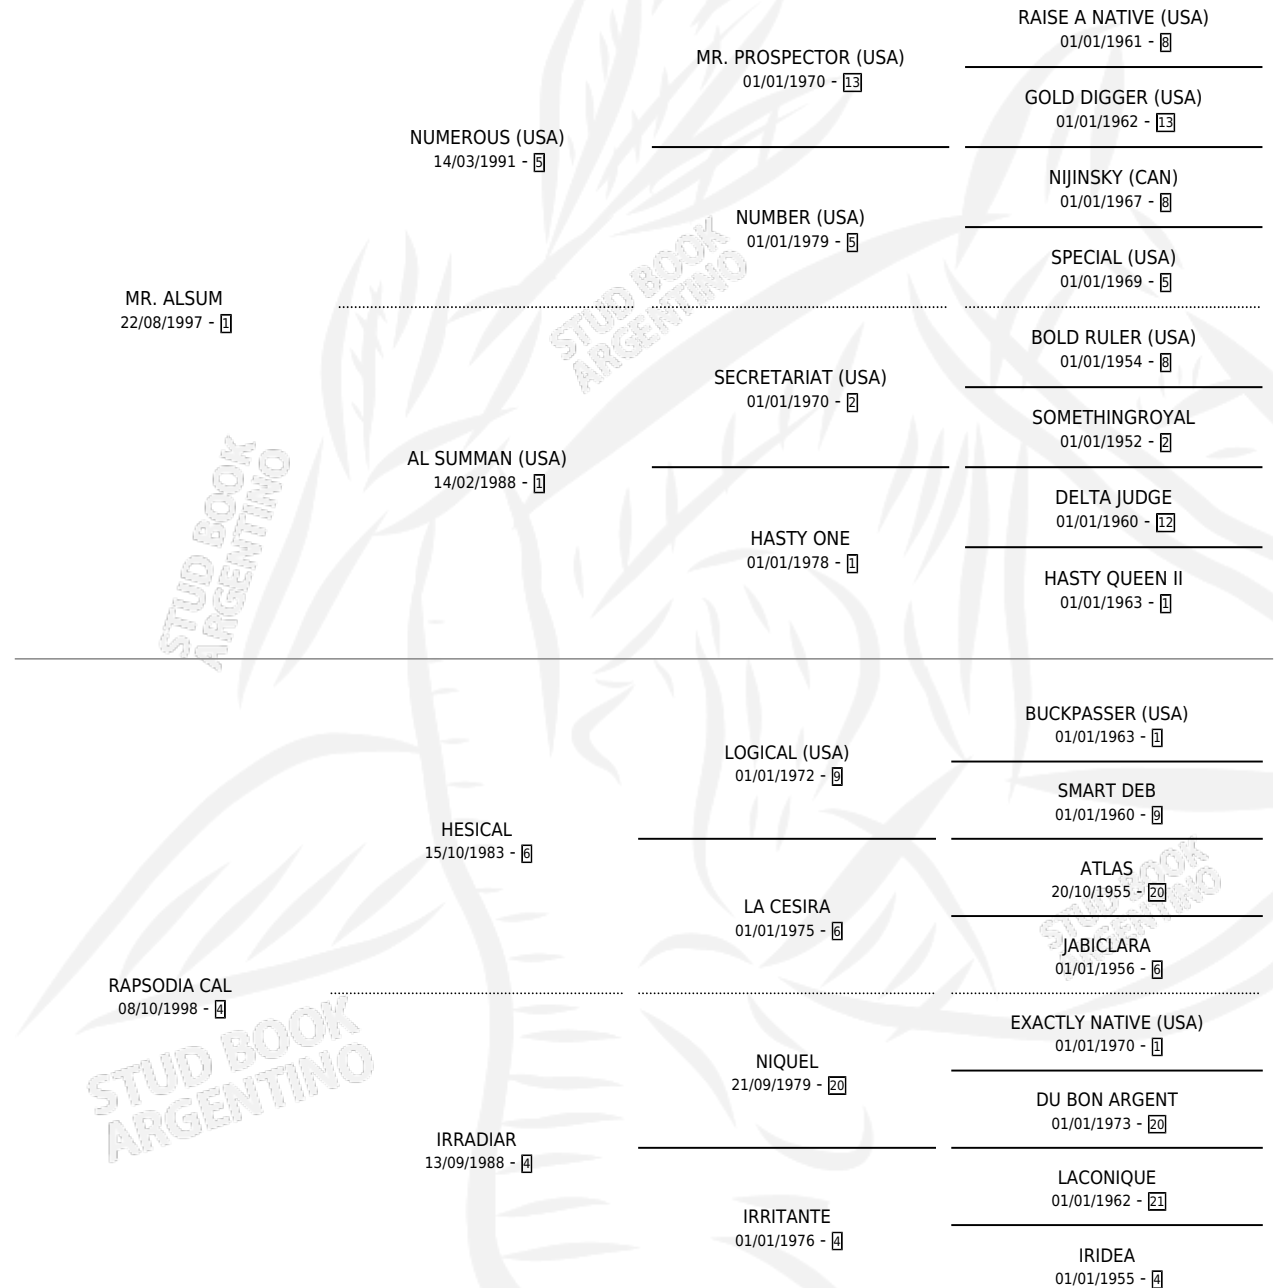 RAISE A NATIVE (USA)
01/01/1961 - 8
MR. PROSPECTOR (USA)
01/01/1970 - 13
GOLD DIGGER (USA)
01/01/1962 - 13
NUMEROUS (USA)
14/03/1991 - 5
NIJINSKY (CAN)
01/01/1967 - 8
NUMBER (USA)
01/01/1979 - 5
SPECIAL (USA)
01/01/1969 - 5
MR. ALSUM
22/08/1997 - 1
BOLD RULER (USA)
01/01/1954 - 8
SECRETARIAT (USA)
01/01/1970 - 2
SOMETHINGROYAL
01/01/1952 - 2
AL SUMMAN (USA)
14/02/1988 - 1
DELTA JUDGE
01/01/1960 - 12
HASTY ONE
01/01/1978 - 1
HASTY QUEEN II
01/01/1963 - 1
BUCKPASSER (USA)
01/01/1963 - 1
LOGICAL (USA)
01/01/1972 - 9
SMART DEB
01/01/1960 - 9
HESICAL
15/10/1983 - 6
ATLAS
20/10/1955 - 20
LA CESIRA
01/01/1975 - 6
JABICLARA
01/01/1956 - 6
RAPSODIA CAL
08/10/1998 - 4
EXACTLY NATIVE (USA)
01/01/1970 - 1
NIQUEL
21/09/1979 - 20
DU BON ARGENT
01/01/1973 - 20
IRRADIAR
13/09/1988 - 4
LACONIQUE
01/01/1962 - 21
IRRITANTE
01/01/1976 - 4
IRIDEA
01/01/1955 - 4
STUD BOOK
ARGENTINO
STUD BOOK
ARGENTINO
STUD BOOK
ARGENTINO
STUD BOOK
ARGENTINO